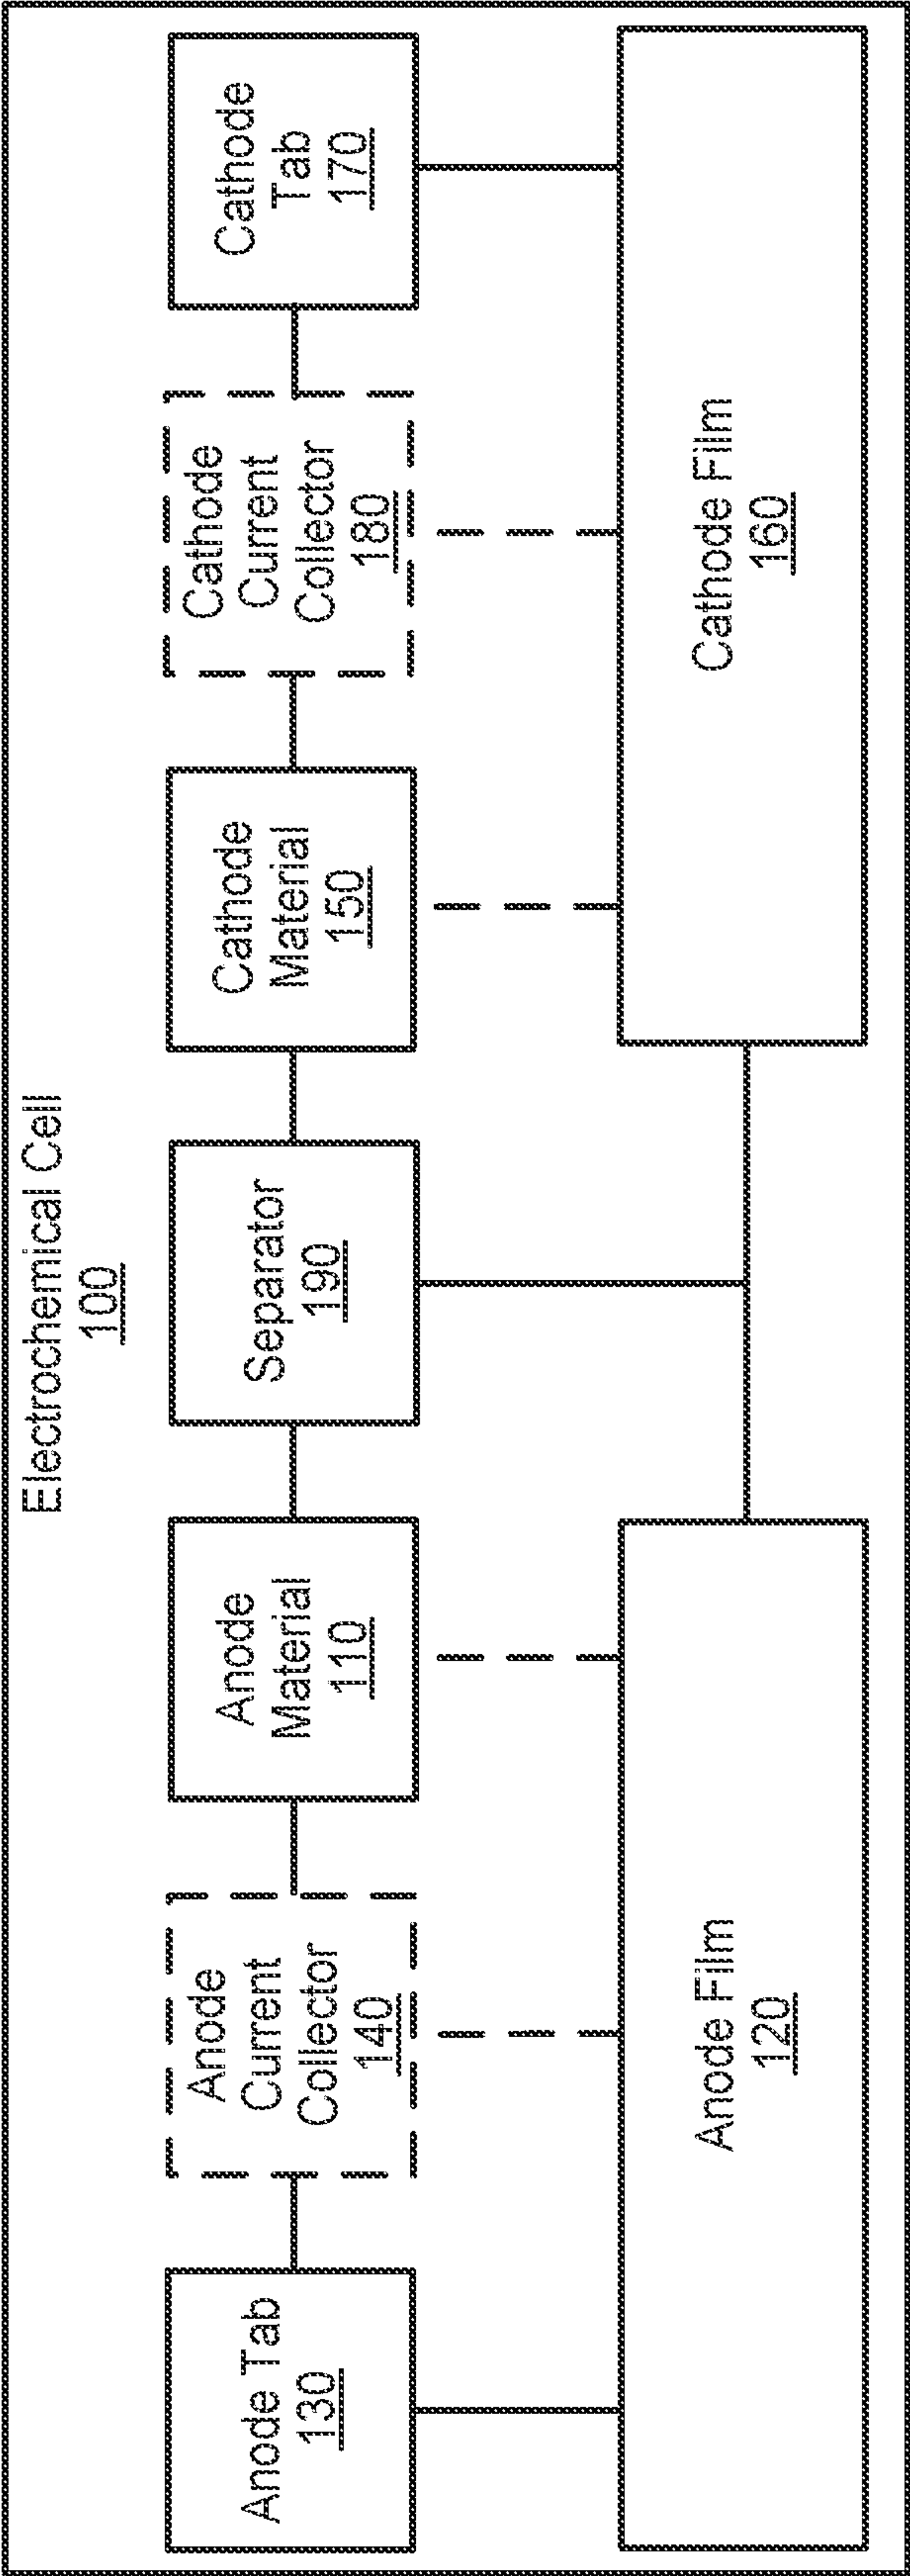 Electrochemical Cell
100
Anode Tab
130
Anode
Current
Collector
140
Anode
Material
110
Separator
190
Cathode
Material
150
Cathode
Current
Collector
180
Cathode
Tab
170
Anode Film
120
Cathode Film
160